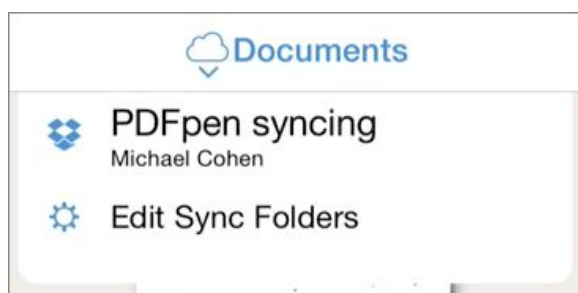 Documents
PDFpen syncing
Michael Cohen
Edit Sync Folders